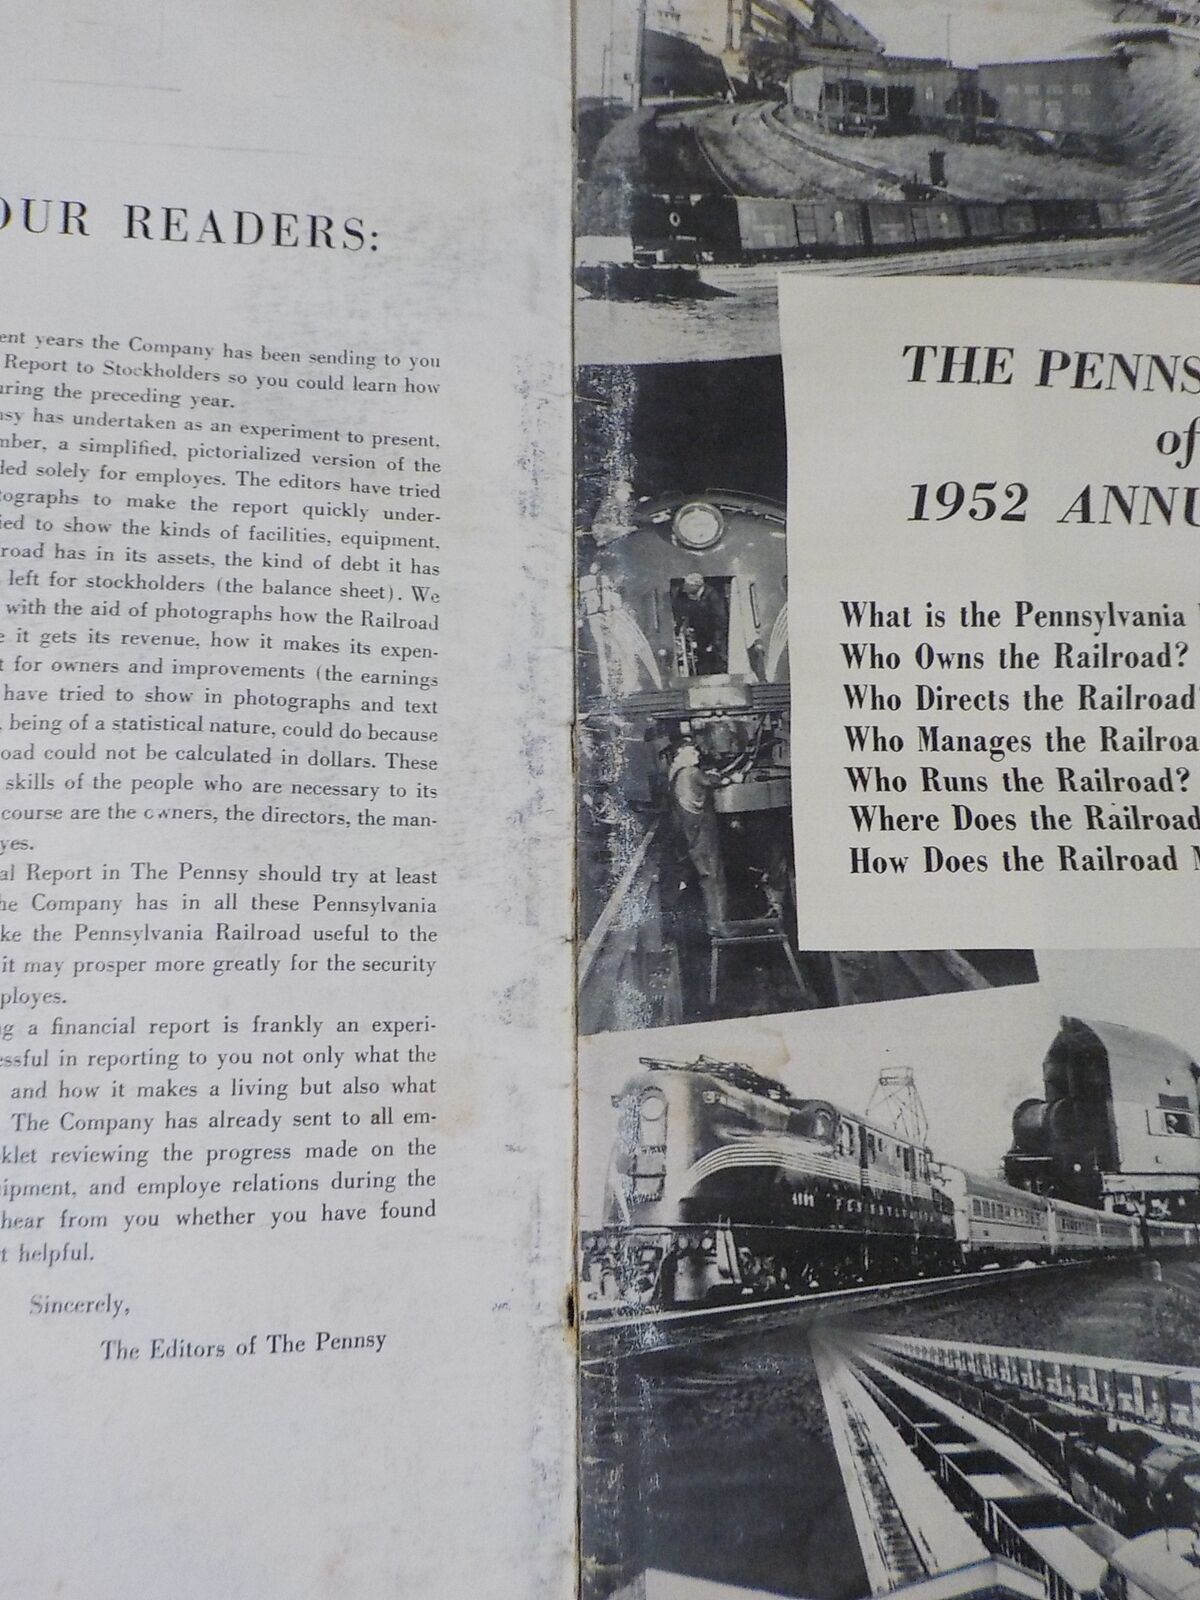 OUR READERS:
ent years the Company has been sending to you
Report to Stockholders so you could learn how
uring the preceding year.
nsy has undertaken as an experiment to present,
mber, a simplified, pictorialized version of the
ded solely for employes. The editors have tried
tographs to make the report quickly under-
ied to show the kinds of facilities, equipment,
road has in its assets, the kind of debt it has
left for stockholders (the balance sheet). We
with the aid of photographs how the Railroad
e it gets its revenue, how it makes its expen-
t for owners and improvements (the earnings
have tried to show in photographs and text
, being of a statistical nature, could do because
oad could not be calculated in dollars. These
skills of the people who are necessary to its
course are the owners, the directors, the man-
yes.
al Report in The Pennsy should try at least
he Company has in all these Pennsylvania
ke the Pennsylvania Railroad useful to the
it may prosper more greatly for the security
ployes.
ng a financial report is frankly an experi-
essful in reporting to you not only what the
and how it makes a living but also what
The Company has already sent to all em-
klet reviewing the progress made on the
ipment, and employe relations during the
hear from you whether you have found
t helpful.
Sincerely,
The Editors of The Pennsy
THE PENNS
of
1952 ANNU
What is the Pennsylvania
Who Owns the Railroad?
Who Directs the Railroad?
Who Manages the Railroa
Who Runs the Railroad?
Where Does the Railroad
How Does the Railroad M
PENNSYLVANIA